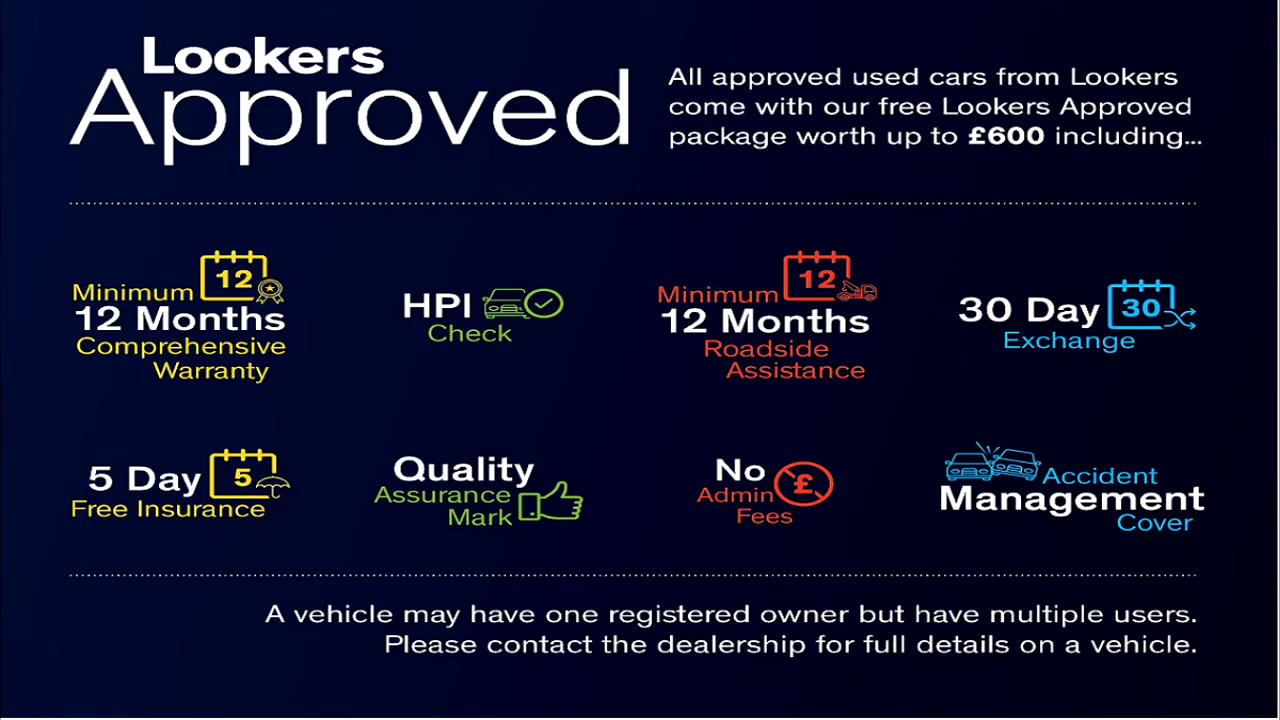 Lookers
Approved
All approved used cars from Lookers
come with our free Lookers Approved
package worth up to £600 including...
Minimum 12
12 Months
Comprehensive
Warranty
HPI
Check
Minimum 12
12 Months
Roadside
Assistance
30 Day 30
Exchange
5 Day 5
Free Insurance
Quality
Assurance
Mark
No £
Admin
Fees
Accident
Management
Cover
A vehicle may have one registered owner but have multiple users.
Please contact the dealership for full details on a vehicle.